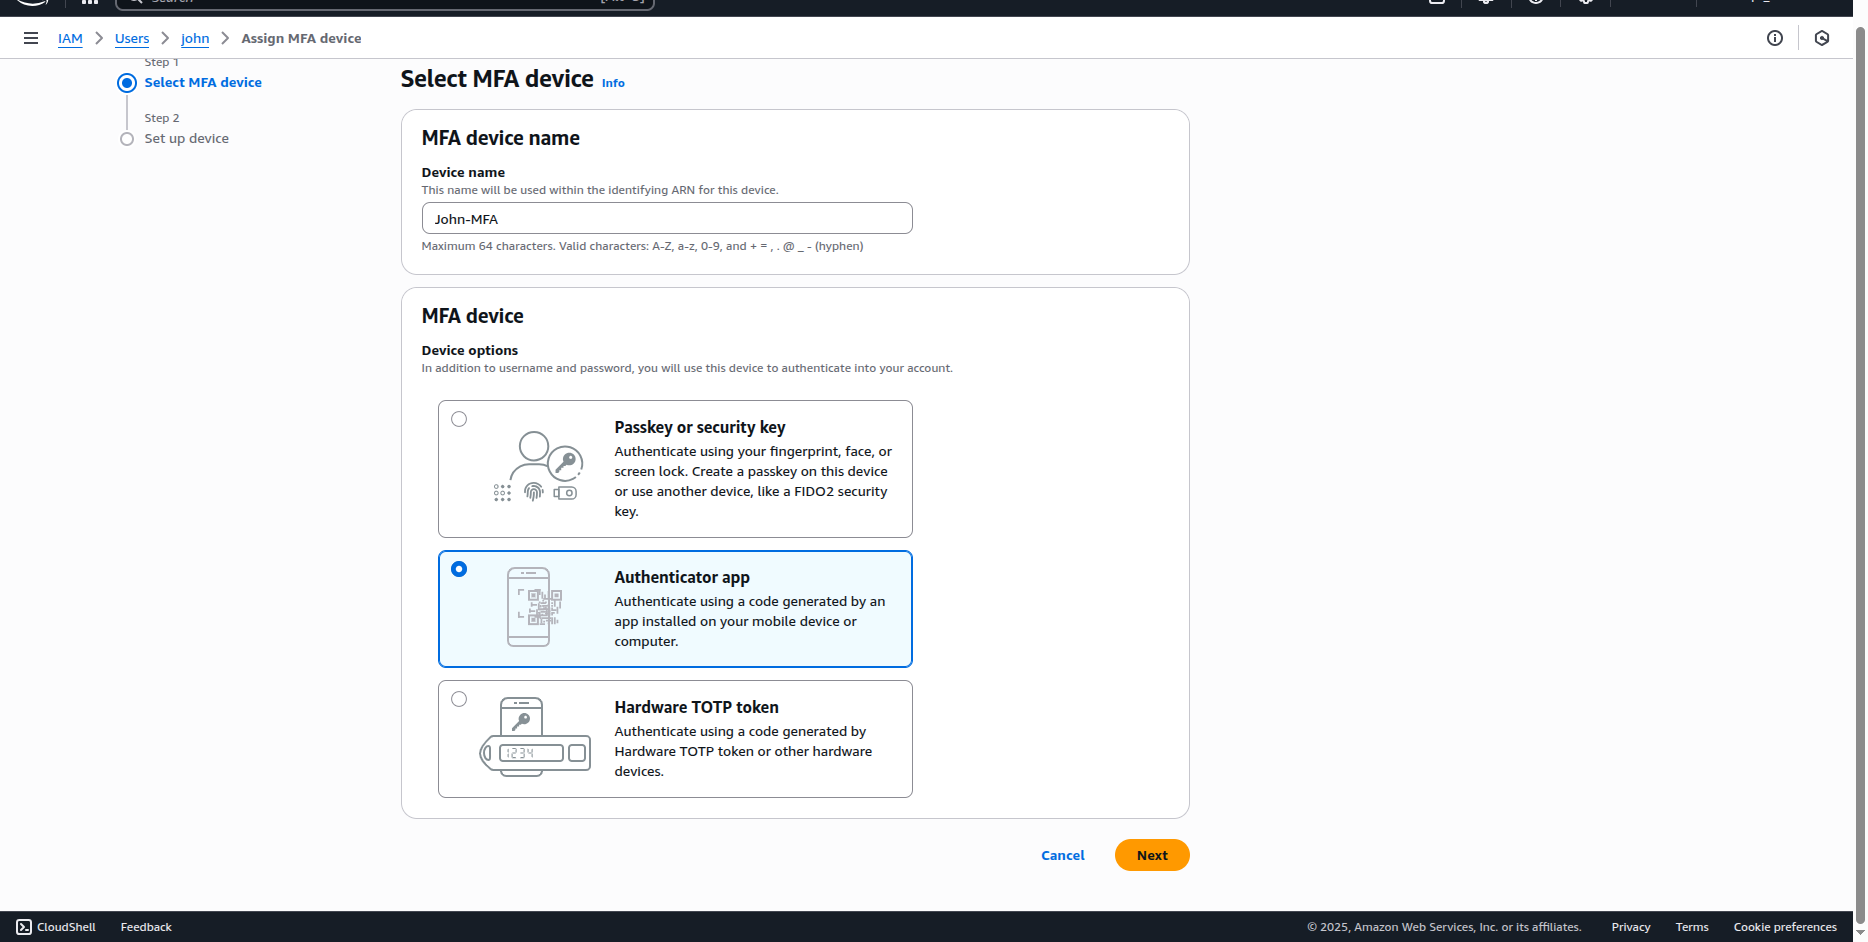 IAM
Users
john
Assign MFA device
Step 1
Select MFA device
Step 2
Set up device
Select MFA device Info
MFA device name
Device name
This name will be used within the identifying ARN for this device.
John-MFA
Maximum 64 characters. Valid characters: A-Z, a-z, 0-9, and + = , . @ _ - (hyphen)
MFA device
Device options
In addition to username and password, you will use this device to authenticate into your account.
Passkey or security key
Authenticate using your fingerprint, face, or
screen lock. Create a passkey on this device
or use another device, like a FIDO2 security
key.
Authenticator app
Authenticate using a code generated by an
app installed on your mobile device or
computer.
1234
Hardware TOTP token
Authenticate using a code generated by
Hardware TOTP token or other hardware
devices.
Cancel
Next
CloudShell
Feedback
© 2025, Amazon Web Services, Inc. or its affiliates.
Privacy
Terms
Cookie preferences